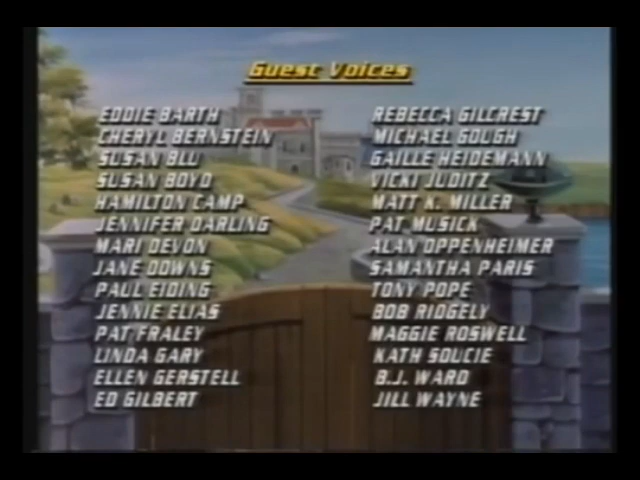 Guest Voices
EDDIE BARTH
CHERYL BERNSTEIN
SUSAN BLU
SUSAN BOYD
HAMILTON CAMP
JENNIFER DARLING
MARI DEVON
JANE DOWNS
PAUL EIDING
JENNIE ELIAS
PAT FRALEY
LINDA GARY
ELLEN GERSTELL
ED GILBERT
REBECCA GILCREST
MICHAEL GOUGH
GAILLE HEIDEMANN
VICKI JUDITZ
MATT K. MILLER
PAT MUSICK
ALAN OPPENHEIMER
SAMANTHA PARIS
TONY POPE
BOB RIDGELY
MAGGIE ROSWELL
KATH SOUCIE
B.J. WARD
JILL WAYNE